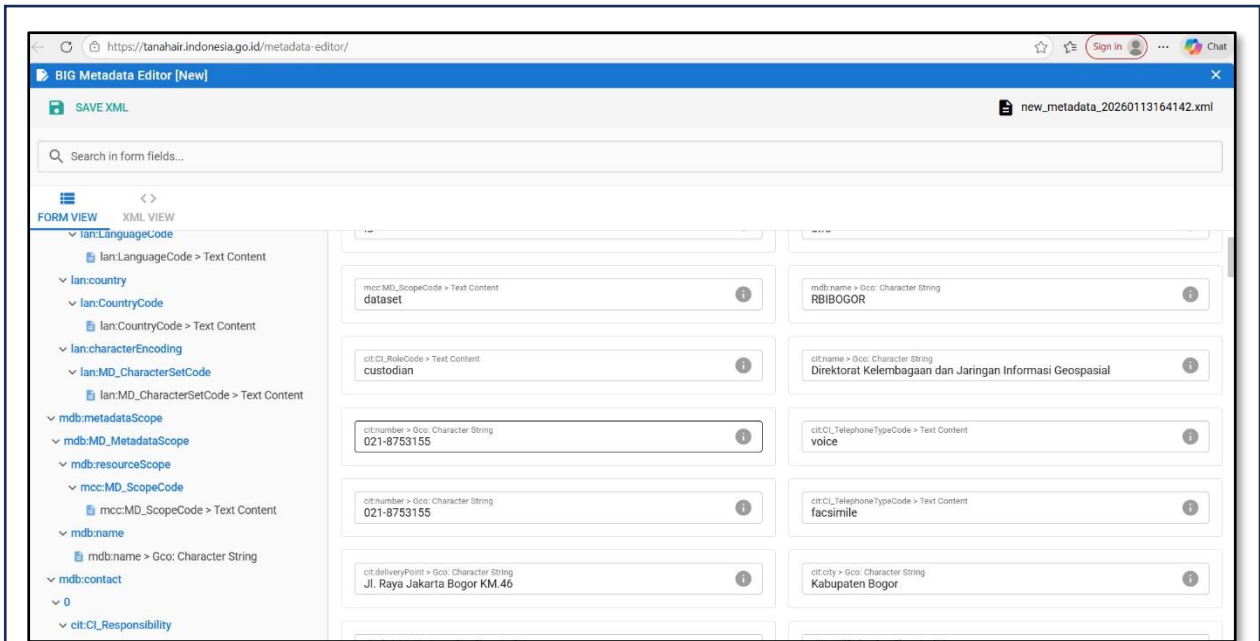 https://tanahair.indonesia.go.id/metadata-editor/
Sign in
Chat
BIG Metadata Editor [New]
SAVE XML
new_metadata_20260113164142.xml
Search in form fields...
FORM VIEW
XML VIEW
lan:LanguageCode
lan:LanguageCode > Text Content
lan:country
lan:CountryCode
lan:CountryCode > Text Content
lan:characterEncoding
lan:MD_CharacterSetCode
lan:MD_CharacterSetCode > Text Content
mdb:metadataScope
mdb:MD_MetadataScope
mdb:resourceScope
mcc:MD_ScopeCode
mcc:MD_ScopeCode > Text Content
mdb:name
mdb:name > Gco: Character String
mdb:contact
0
cit:CI_Responsibility
mcc:MD_ScopeCode > Text Content
dataset
mdb:name > Gco: Character String
RBIBOGOR
cit:CI_RoleCode > Text Content
custodian
cit:name > Gco: Character String
Direktorat Kelembagaan dan Jaringan Informasi Geospasial
cit:number > Gco: Character String
021-8753155
cit:CI_TelephoneTypeCode > Text Content
voice
cit:number > Gco: Character String
021-8753155
cit:CI_TelephoneTypeCode > Text Content
facsimile
cit:deliveryPoint > Gco: Character String
Jl. Raya Jakarta Bogor KM.46
cit:city > Gco: Character String
Kabupaten Bogor